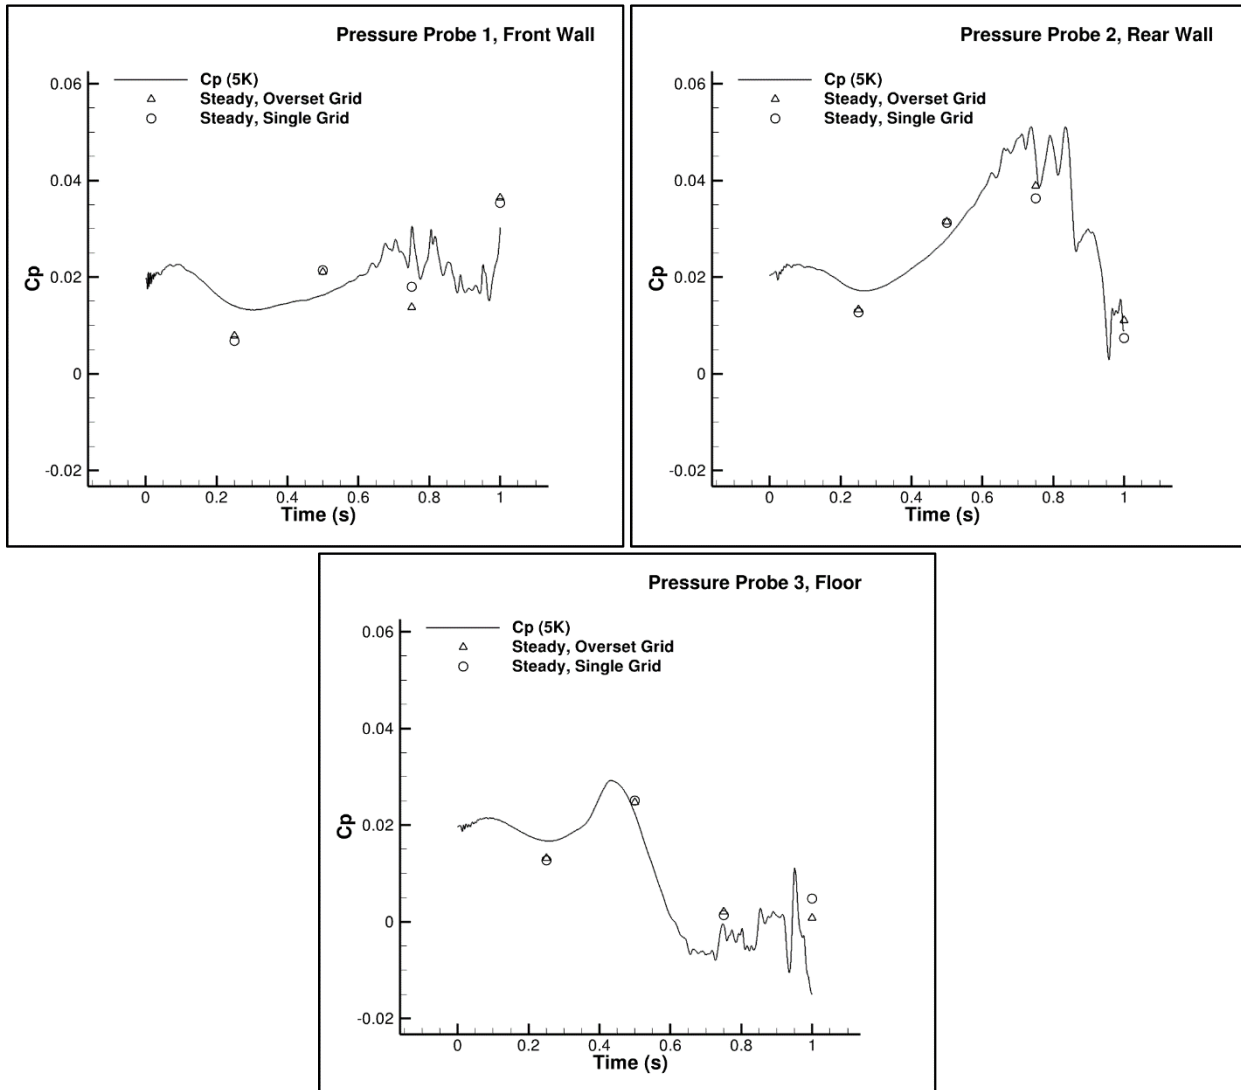 Pressure Probe 1, Front Wall
0.06
Cp (5K)
Steady, Overset Grid
Steady, Single Grid
0.04
0.02
Cp
0
-0.02
0 0.2 0.4 0.6 0.8 1
Time (s)
Pressure Probe 2, Rear Wall
0.06
Cp (5K)
Steady, Overset Grid
Steady, Single Grid
0.04
0.02
Cp
0
-0.02
0 0.2 0.4 0.6 0.8 1
Time (s)
Pressure Probe 3, Floor
0.06
Cp (5K)
Steady, Overset Grid
Steady, Single Grid
0.04
0.02
Cp
0
-0.02
0 0.2 0.4 0.6 0.8 1
Time (s)